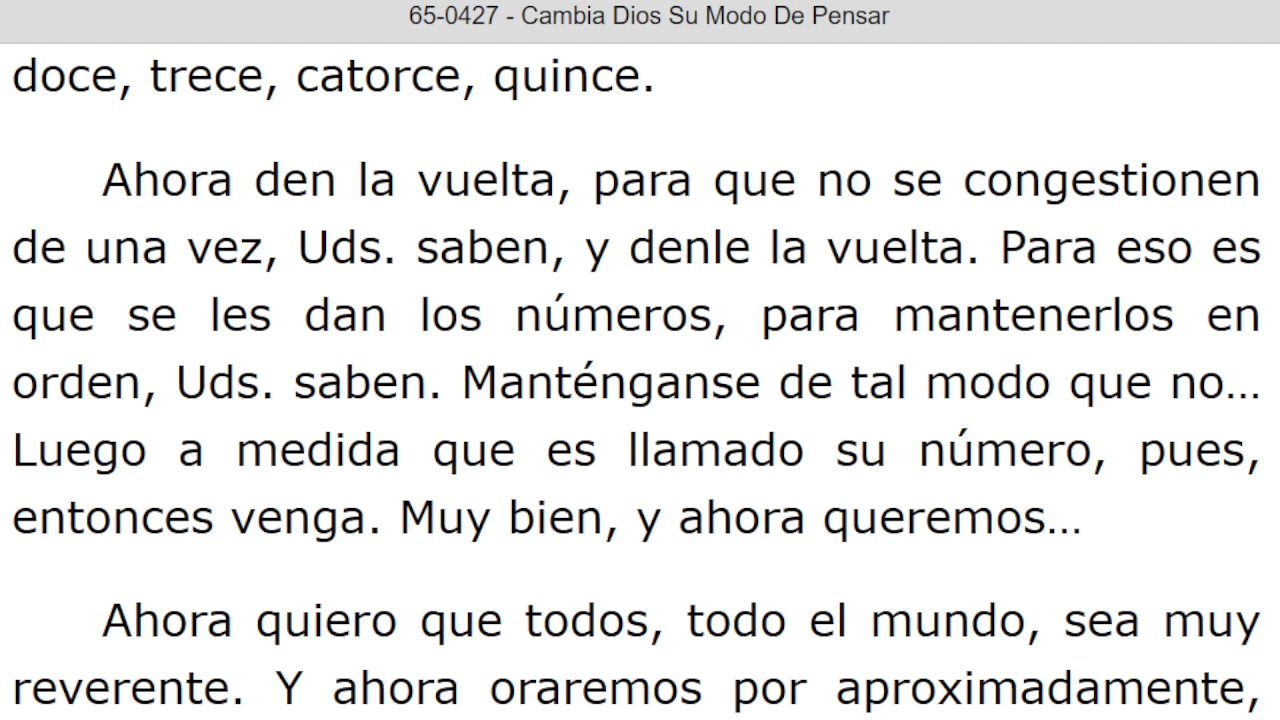 65-0427 - Cambia Dios Su Modo De Pensar
doce, trece, catorce, quince.
Ahora den la vuelta, para que no se congestionen
de una vez, Uds. saben, y denle la vuelta. Para eso es
que se les dan los números, para mantenerlos en
orden, Uds. saben. Manténganse de tal modo que no...
Luego a medida que es llamado su número, pues,
entonces venga. Muy bien, y ahora queremos...
Ahora quiero que todos, todo el mundo, sea muy
reverente. Y ahora oraremos por aproximadamente,